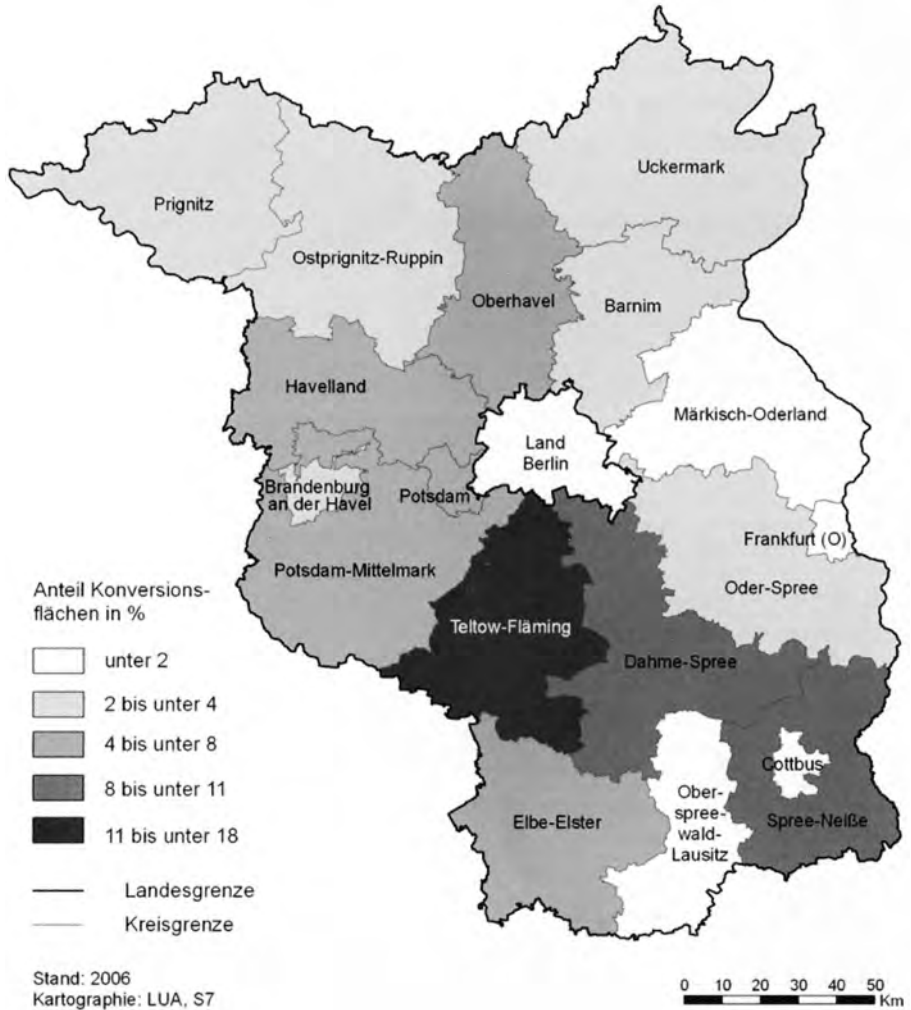 Uckermark
Prignitz
Ostprignitz-Ruppin
Oberhavel
Barnim
Havelland
Märkisch-Oderland
Land
Berlin
Brandenburg
an der Havel
Potsdam
Frankfurt (O)
Potsdam-Mittelmark
Oder-Spree
Teltow-Fläming
Dahme-Spree
Cottbus
Elbe-Elster
Ober-
spree-
wald-
Lausitz
Spree-Neiße
Anteil Konversions-
flächen in %
unter 2
2 bis unter 4
4 bis unter 8
8 bis unter 11
11 bis unter 18
Landesgrenze
Kreisgrenze
Stand: 2006
Kartographie: LUA, S7
0 10 20 30 40 50
Km